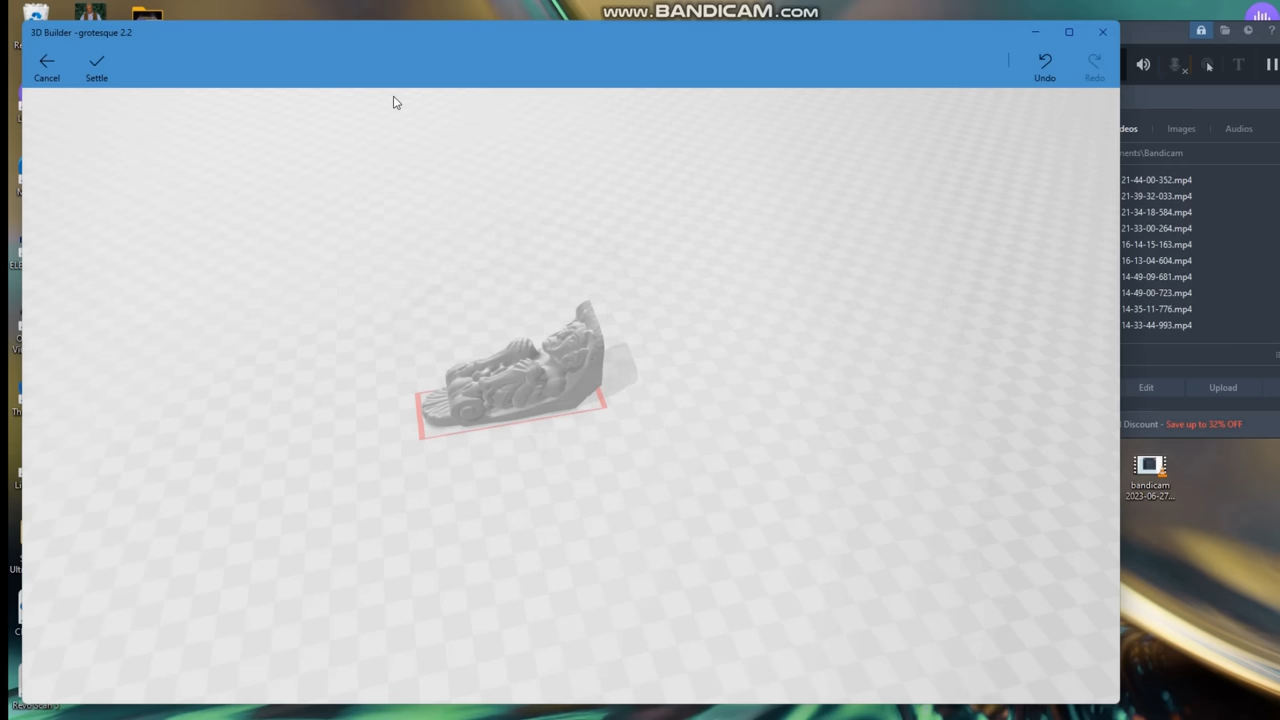 www.BANDICAM.com
3D Builder - grotesque 2.2
Cancel
Settle
Undo
Redo
Images
Audios
ments\Bandicam
21-44-00-352.mp4
21-39-32-033.mp4
21-34-18-584.mp4
21-33-00-264.mp4
16-14-15-163.mp4
16-13-04-604.mp4
14-49-09-681.mp4
14-49-00-723.mp4
14-35-11-776.mp4
14-33-44-993.mp4
Edit
Upload
Discount - Save up to 32% OFF
bandicam
2023-06-27...